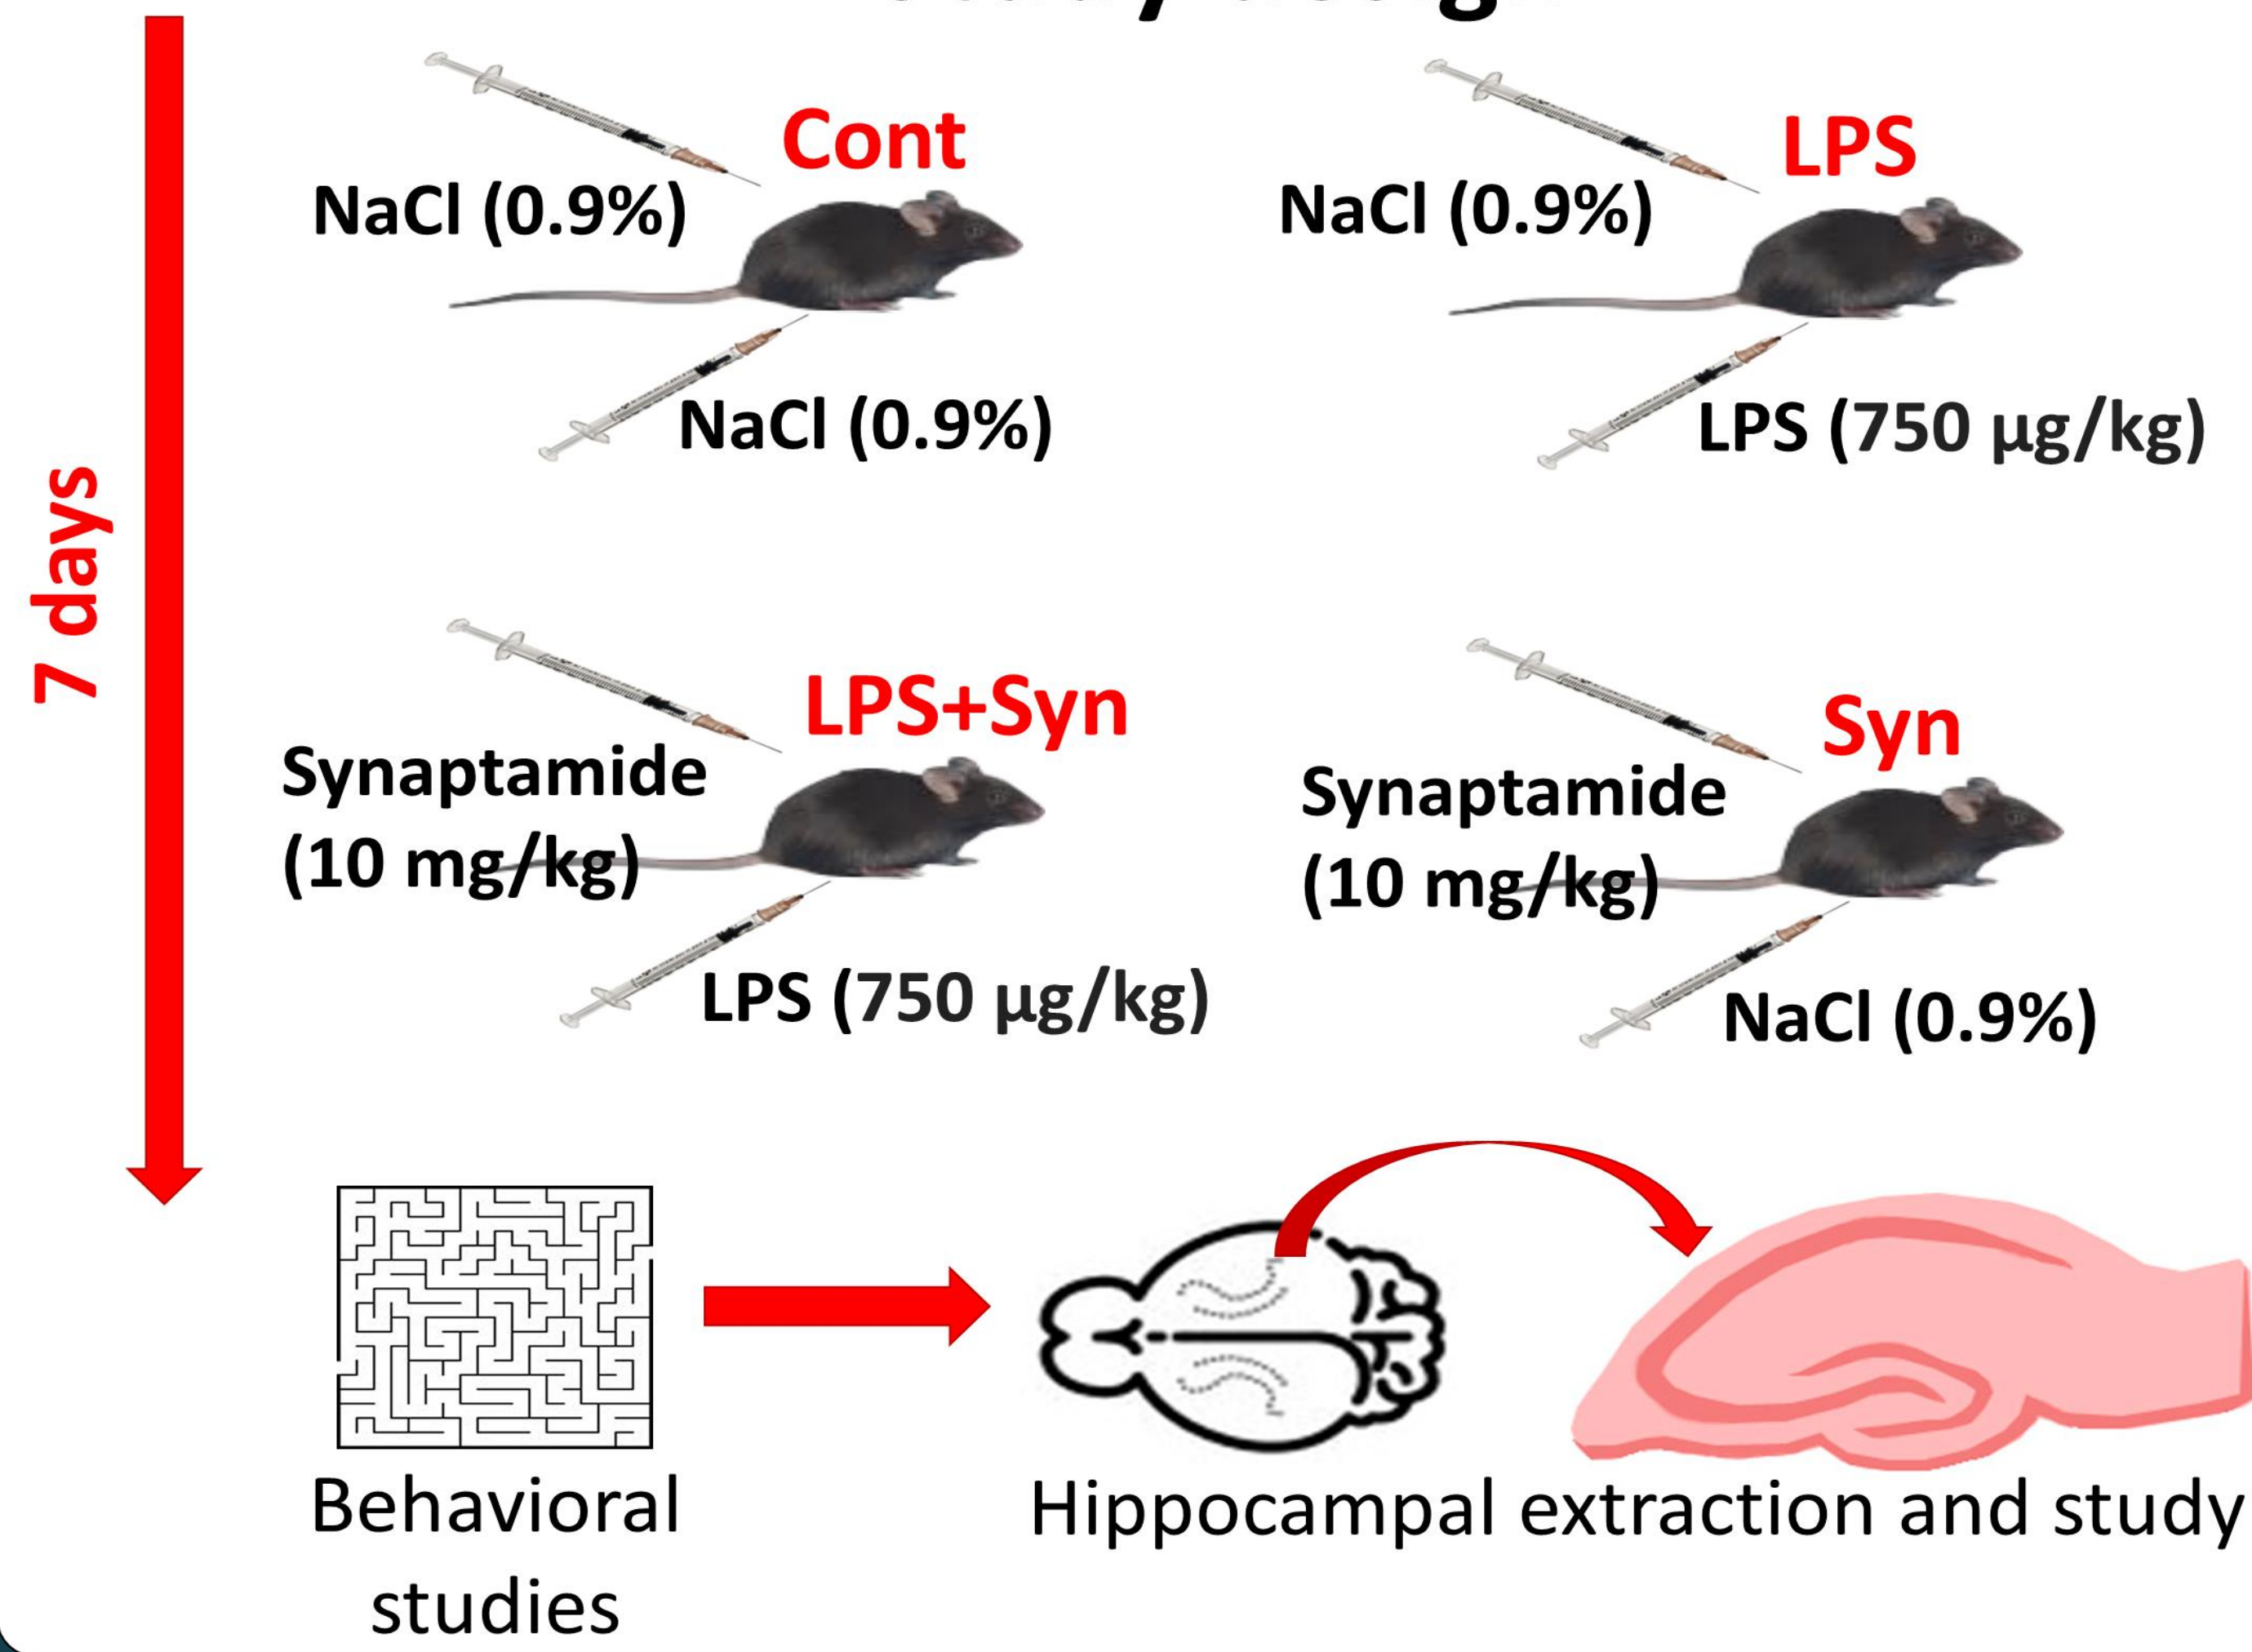 Cont
NaCl (0.9%)
NaCl (0.9%)
LPS
NaCl (0.9%)
LPS (750 µg/kg)
7 days
LPS+Syn
Synaptamide
(10 mg/kg)
LPS (750 µg/kg)
Syn
Synaptamide
(10 mg/kg)
NaCl (0.9%)
Behavioral
studies
Hippocampal extraction and study